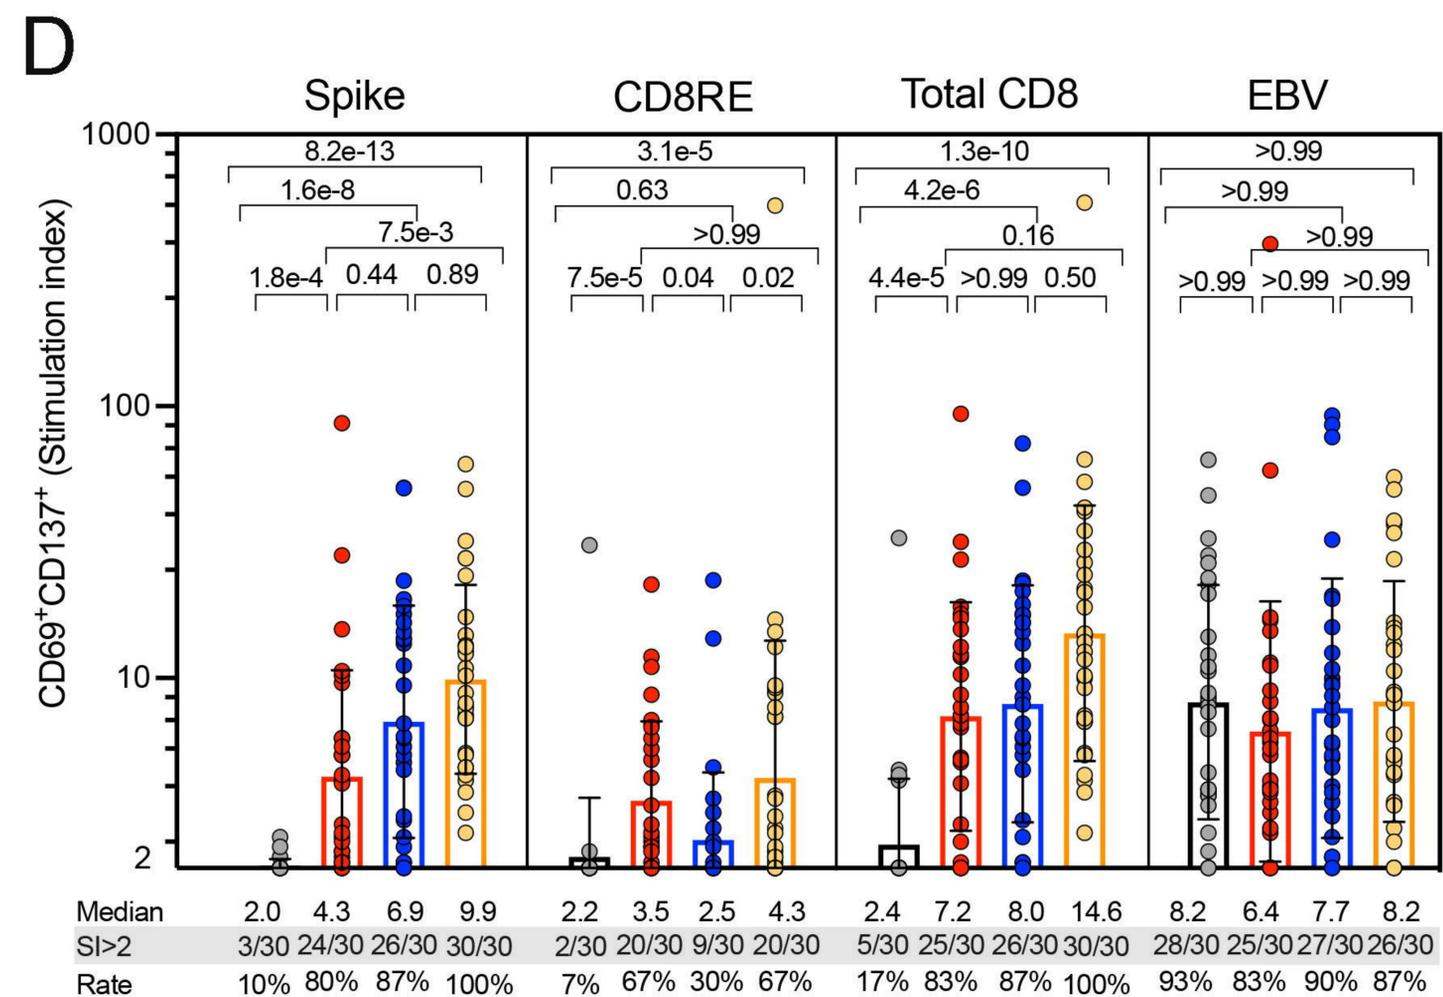 D
Spike CD8RE Total CD8 EBV
1000
8.2e-13 3.1e-5 1.3e-10 >0.99
1.6e-8 0.63 4.2e-6 >0.99
7.5e-3 >0.99 0.16 >0.99
1.8e-4 0.44 0.89 7.5e-5 0.04 0.02 4.4e-5 >0.99 0.50 >0.99 >0.99 >0.99
CD69+CD137+ (Stimulation index)
100
10
2
Median 2.0 4.3 6.9 9.9 2.2 3.5 2.5 4.3 2.4 7.2 8.0 14.6 8.2 6.4 7.7 8.2
SI>2 3/30 24/30 26/30 30/30 2/30 20/30 9/30 20/30 5/30 25/30 26/30 30/30 28/30 25/30 27/30 26/30
Rate 10% 80% 87% 100% 7% 67% 30% 67% 17% 83% 87% 100% 93% 83% 90% 87%